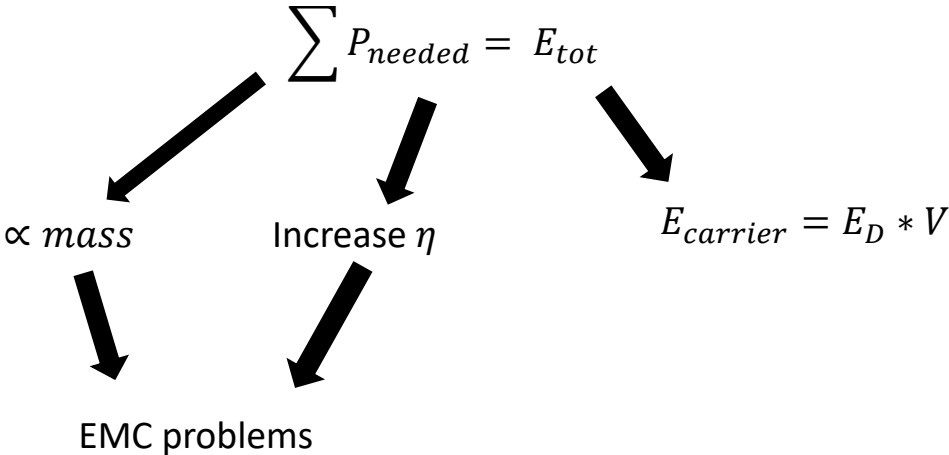 ∑ P_needed = E_tot
∝ mass
Increase η
E_carrier = E_D * V
EMC problems